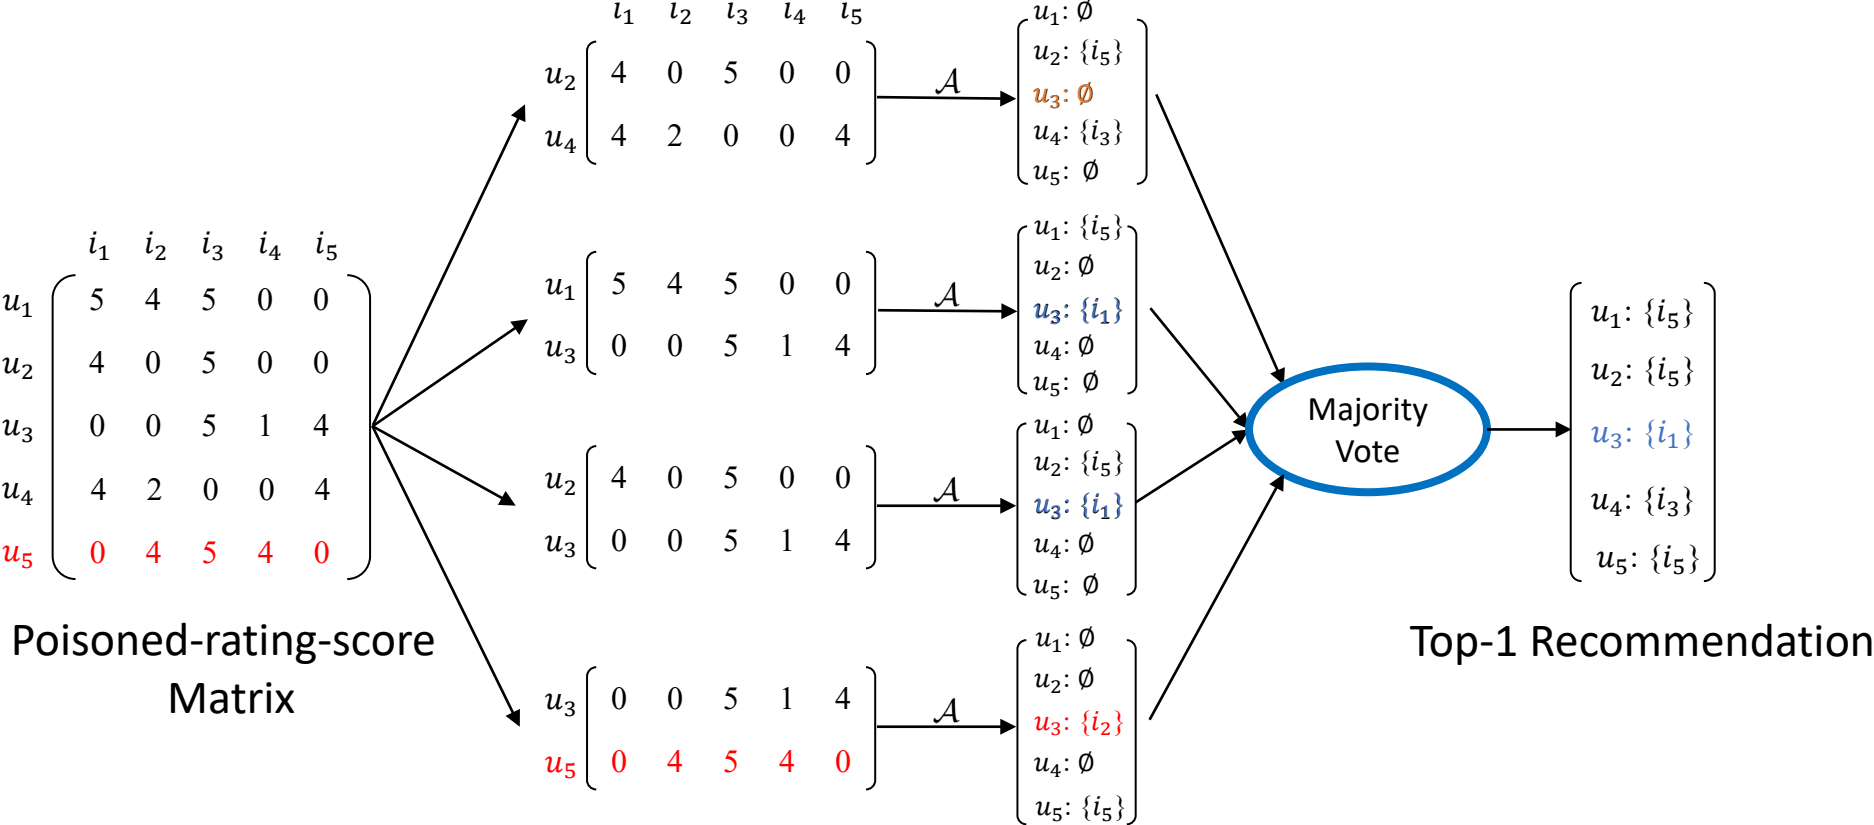 i₁ i₂ i₃ i₄ i₅
u₁ 5 4 5 0 0
u₂ 4 0 5 0 0
u₃ 0 0 5 1 4
u₄ 4 2 0 0 4
u₅ 0 4 5 4 0
Poisoned-rating-score
Matrix
i₁ i₂ i₃ i₄ i₅
u₂ 4 0 5 0 0
u₄ 4 2 0 0 4
𝒜
u₁: ∅
u₂: {i₅}
u₃: ∅
u₄: {i₃}
u₅: ∅
u₁ 5 4 5 0 0
u₃ 0 0 5 1 4
𝒜
u₁: {i₅}
u₂: ∅
u₃: {i₁}
u₄: ∅
u₅: ∅
u₂ 4 0 5 0 0
u₃ 0 0 5 1 4
𝒜
u₁: ∅
u₂: {i₅}
u₃: {i₁}
u₄: ∅
u₅: ∅
u₃ 0 0 5 1 4
u₅ 0 4 5 4 0
𝒜
u₁: ∅
u₂: ∅
u₃: {i₂}
u₄: ∅
u₅: {i₅}
Majority
Vote
u₁: {i₅}
u₂: {i₅}
u₃: {i₁}
u₄: {i₃}
u₅: {i₅}
Top-1 Recommendation